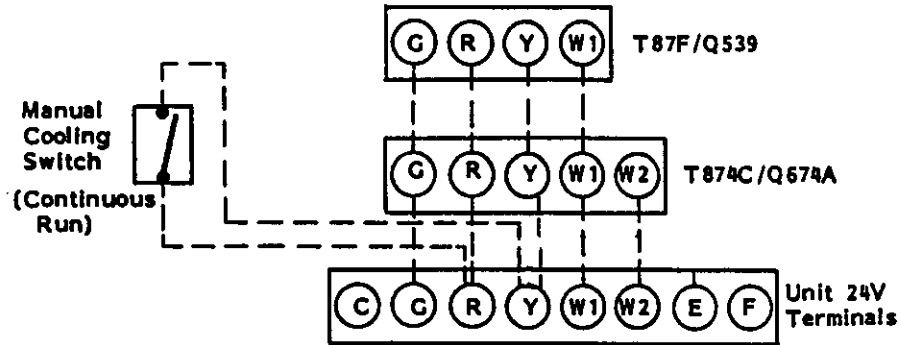 G R Y W1 T87F/Q539
Manual
Cooling
Switch
(Continuous
Run)
G R Y W1 W2 T874C/Q674A
C G R Y W1 W2 E F
Unit 24V
Terminals